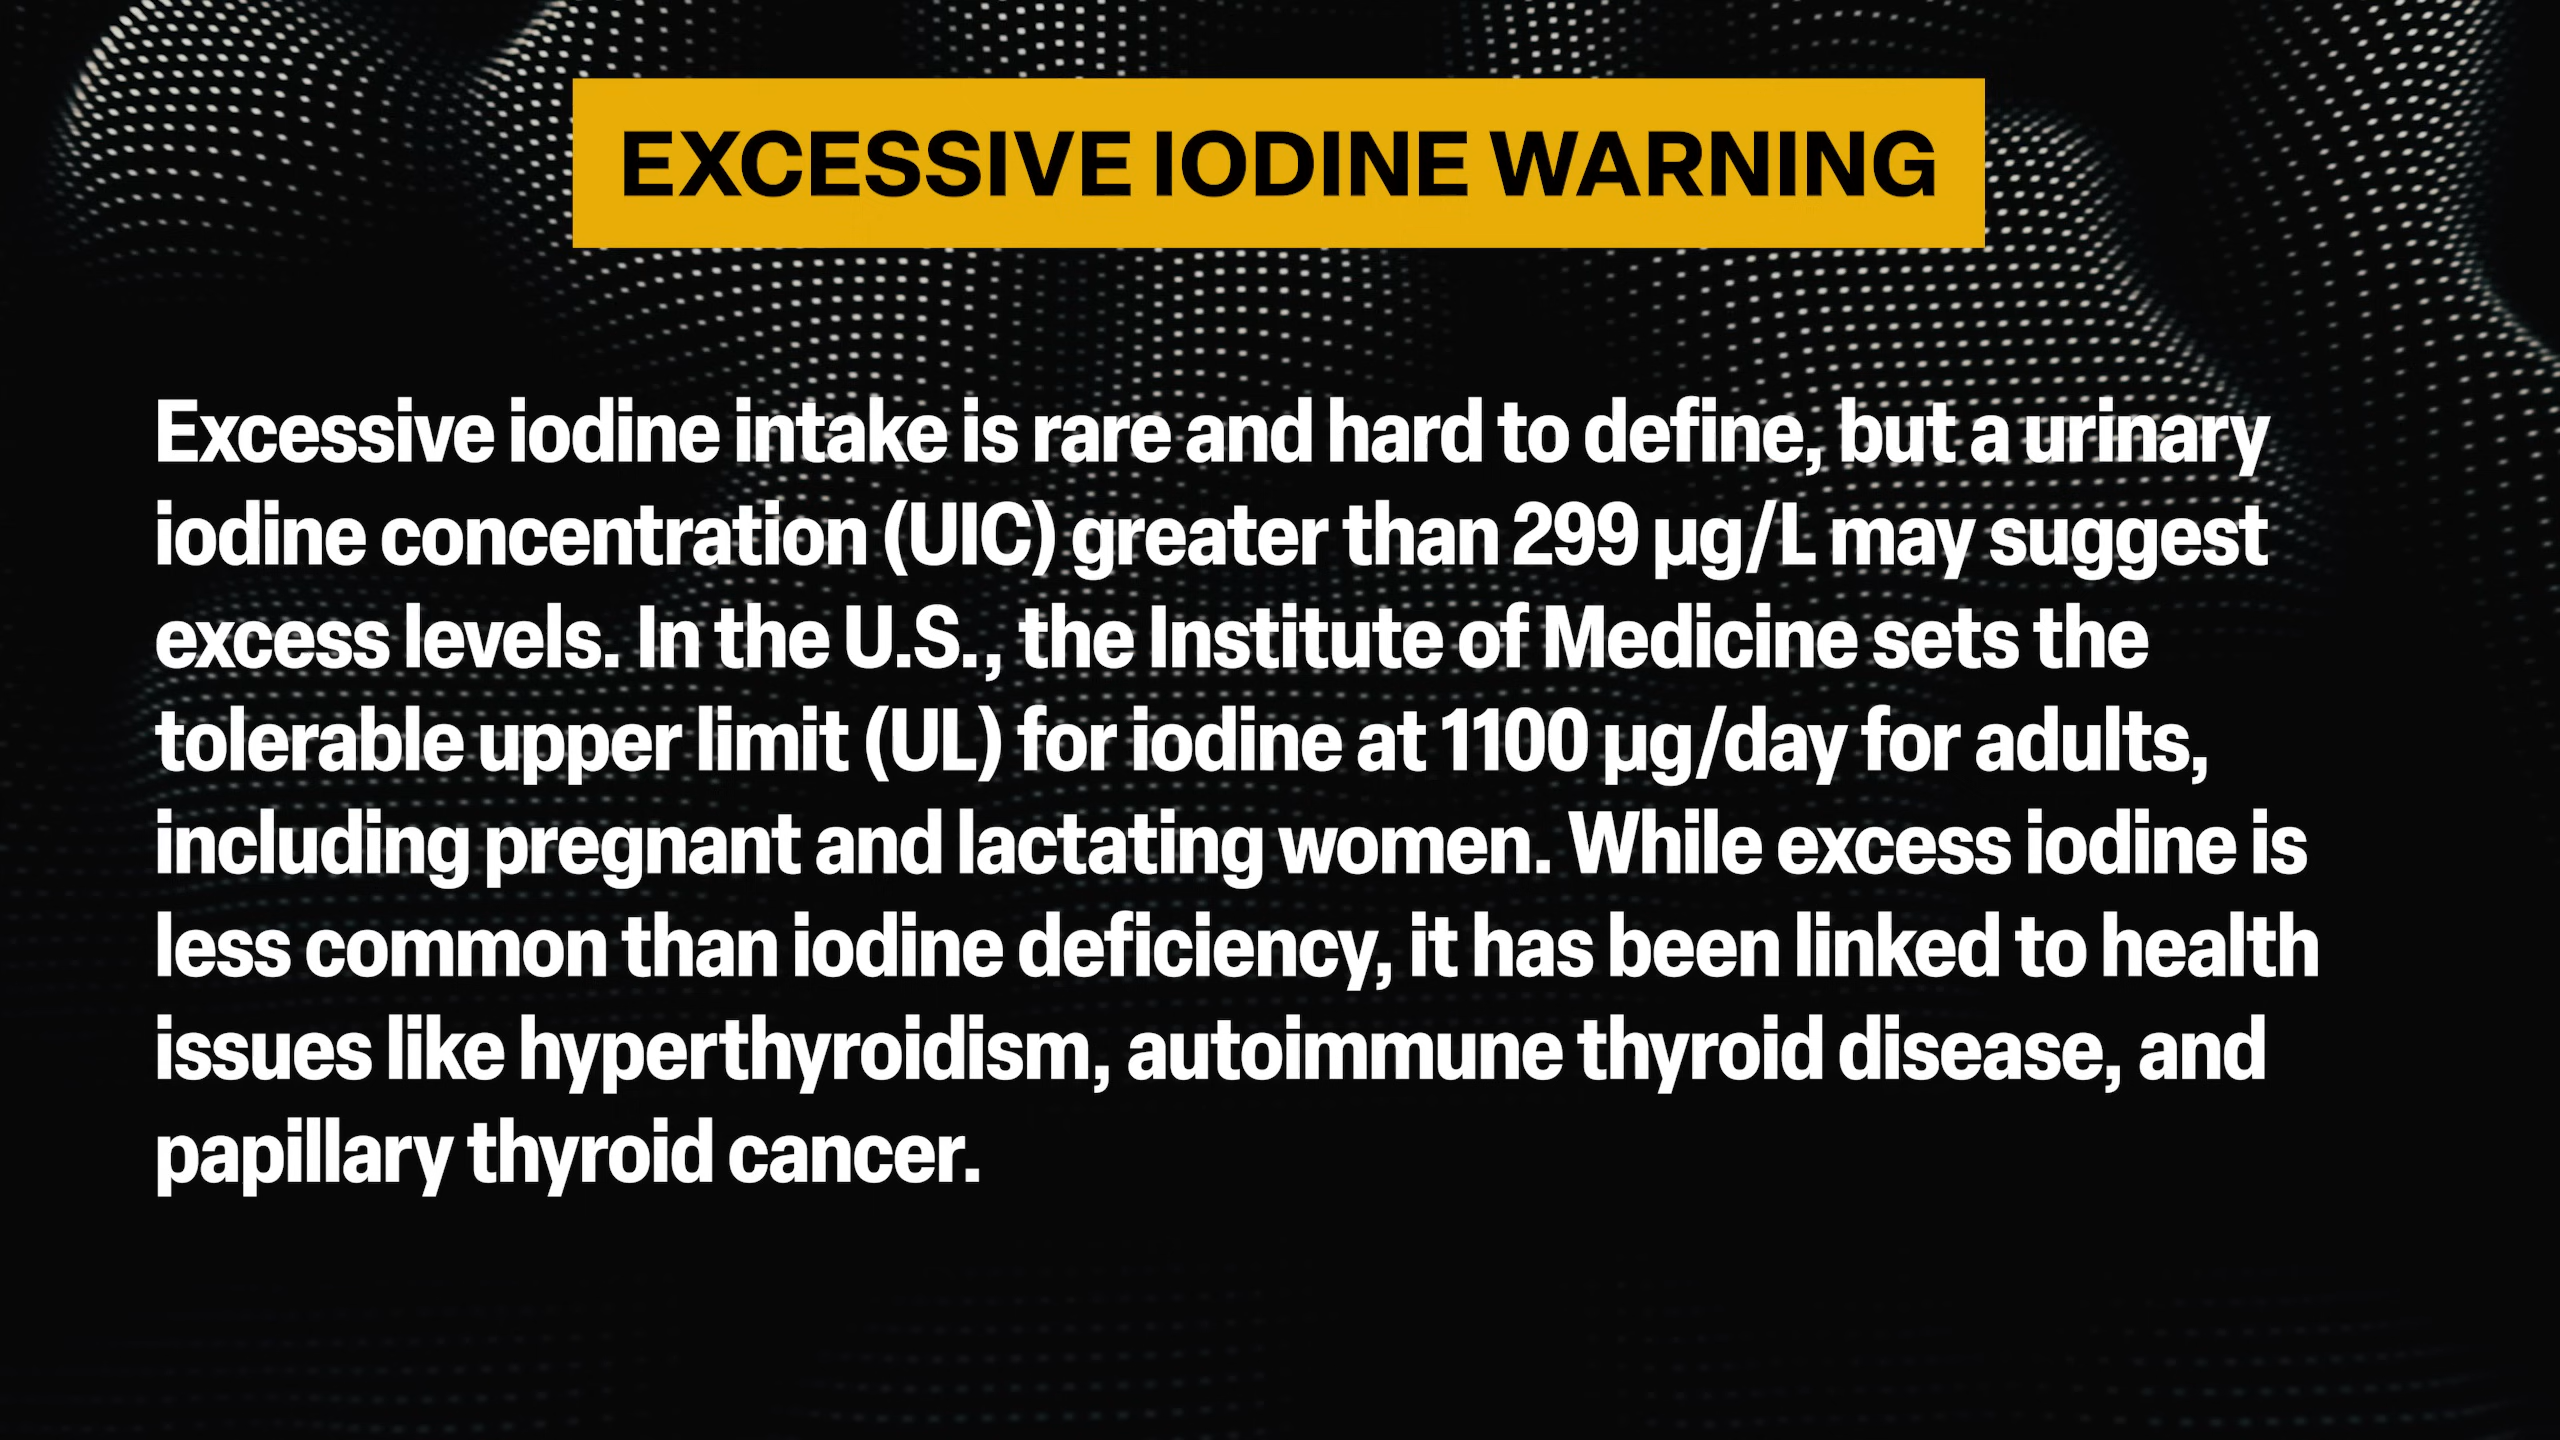 EXCESSIVE IODINE WARNING
Excessive iodine intake is rare and hard to define, but a urinary
iodine concentration (UIC) greater than 299 µg/L may suggest
excess levels. In the U.S., the Institute of Medicine sets the
tolerable upper limit (UL) for iodine at 1100 µg/day for adults,
including pregnant and lactating women. While excess iodine is
less common than iodine deficiency, it has been linked to health
issues like hyperthyroidism, autoimmune thyroid disease, and
papillary thyroid cancer.